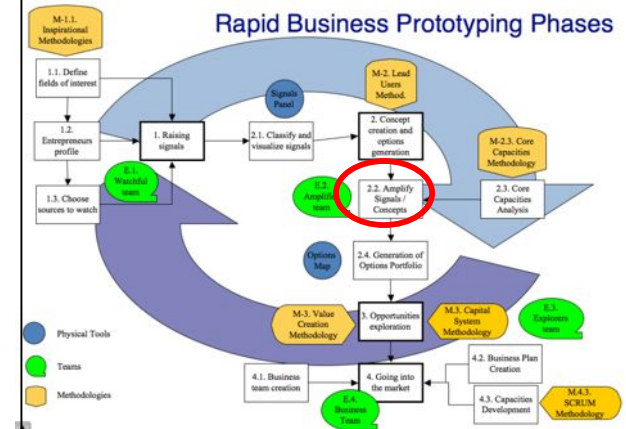 Rapid Business Prototyping Phases
M-1.1.
Inspirational
Methodologies
1.1. Define
fields of interest
1.2.
Entrepreneurs
profile
1.3. Choose
sources to watch
1. Raising
signals
E.1.
Watchful
team
Signals
Panel
2.1. Classify and
visualize signals
M-2. Lead
Users
Method.
2. Concept
creation and
options
generation
M-2.3. Core
Capacities
Methodology
E.2.
team
2.2. Amplify
Signals /
Concepts
2.3. Core
Capacities
Analysis
Options
Map
2.4. Generation of
Options Portfolio
M-3. Value
Creation
Methodology
3. Opportunities
exploration
M.3. Capital
System
Methodology
E.3.
Explorers
team
Physical Tools
Teams
Methodologies
4.1. Business
team creation
4. Going into
the market
E.4.
Business
Team
4.2. Business Plan
Creation
4.3. Capacities
Development
M.4.3.
SCRUM
Methodology